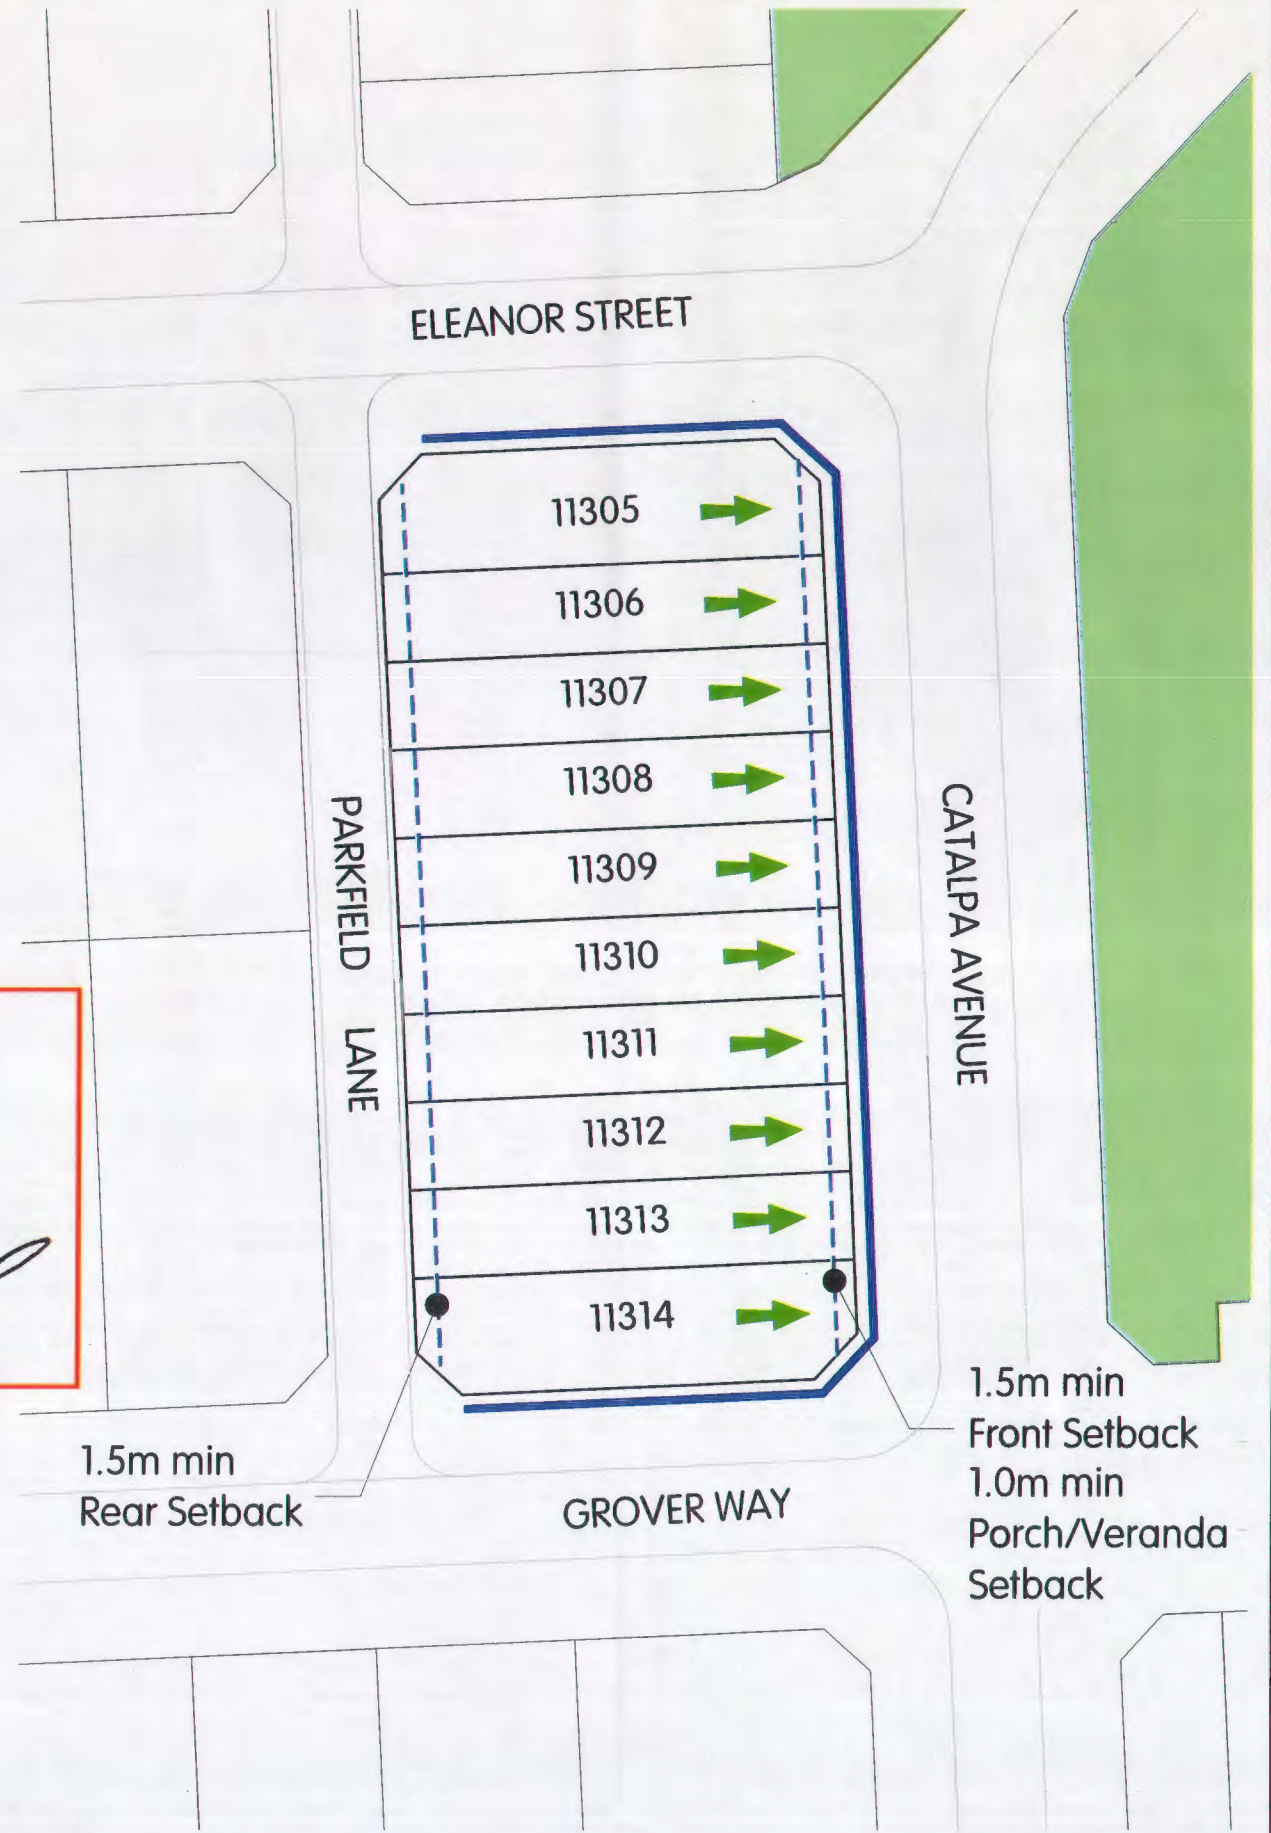 ELEANOR STREET
11305
11306
11307
11308
11309
11310
11311
11312
11313
11314
PARKFIELD LANE
CATALPA AVENUE
1.5m min
Rear Setback
GROVER WAY
1.5m min
Front Setback
1.0m min
Porch/Veranda
Setback